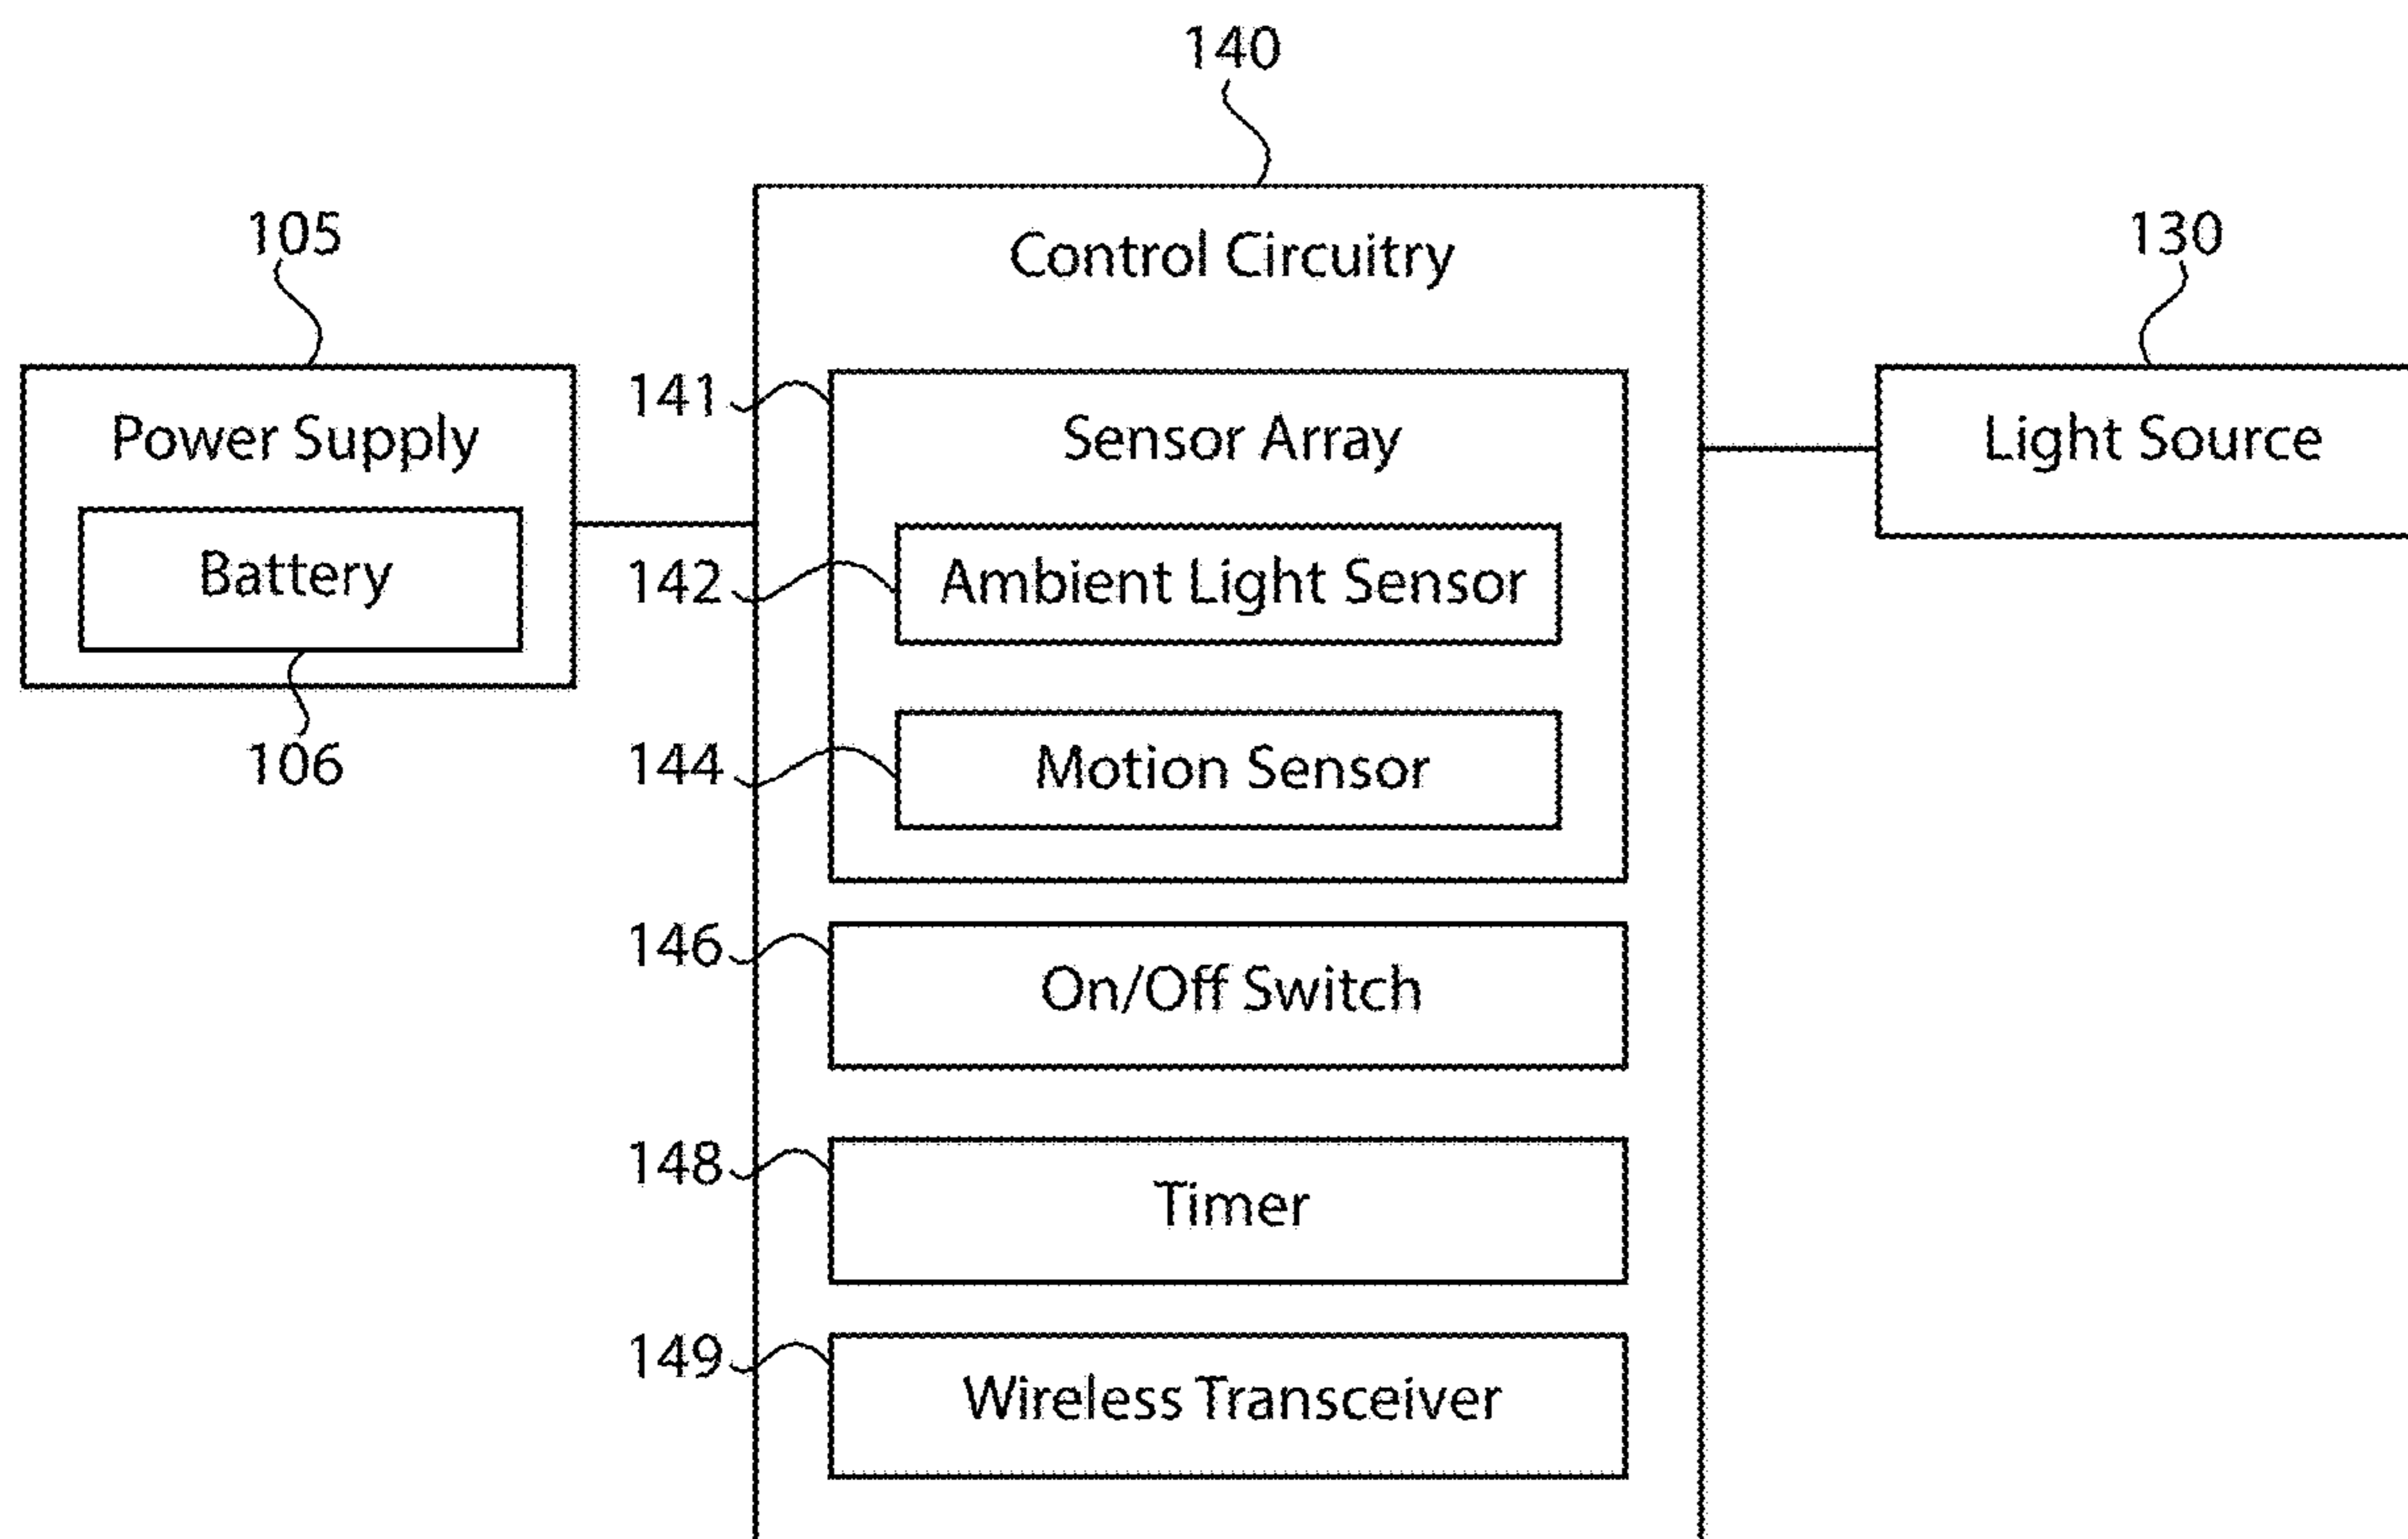 140
105
130
Control Circuitry
141
Power Supply
Sensor Array
Light Source
Battery
142
Ambient Light Sensor
106
144
Motion Sensor
146
On/Off Switch
148
Timer
149
Wireless Transceiver